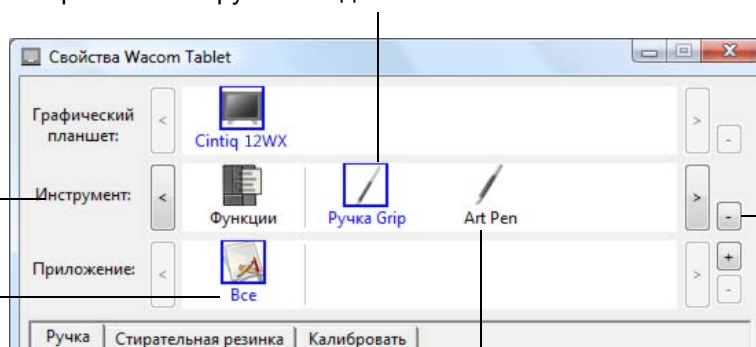 Свойства Wacom Tablet
Графический
планшет:
Cintiq 12WX
Инструмент:
Функции
Ручка Grip
Art Pen
Приложение:
Все
Ручка
Стирательная резинка
Калибровать